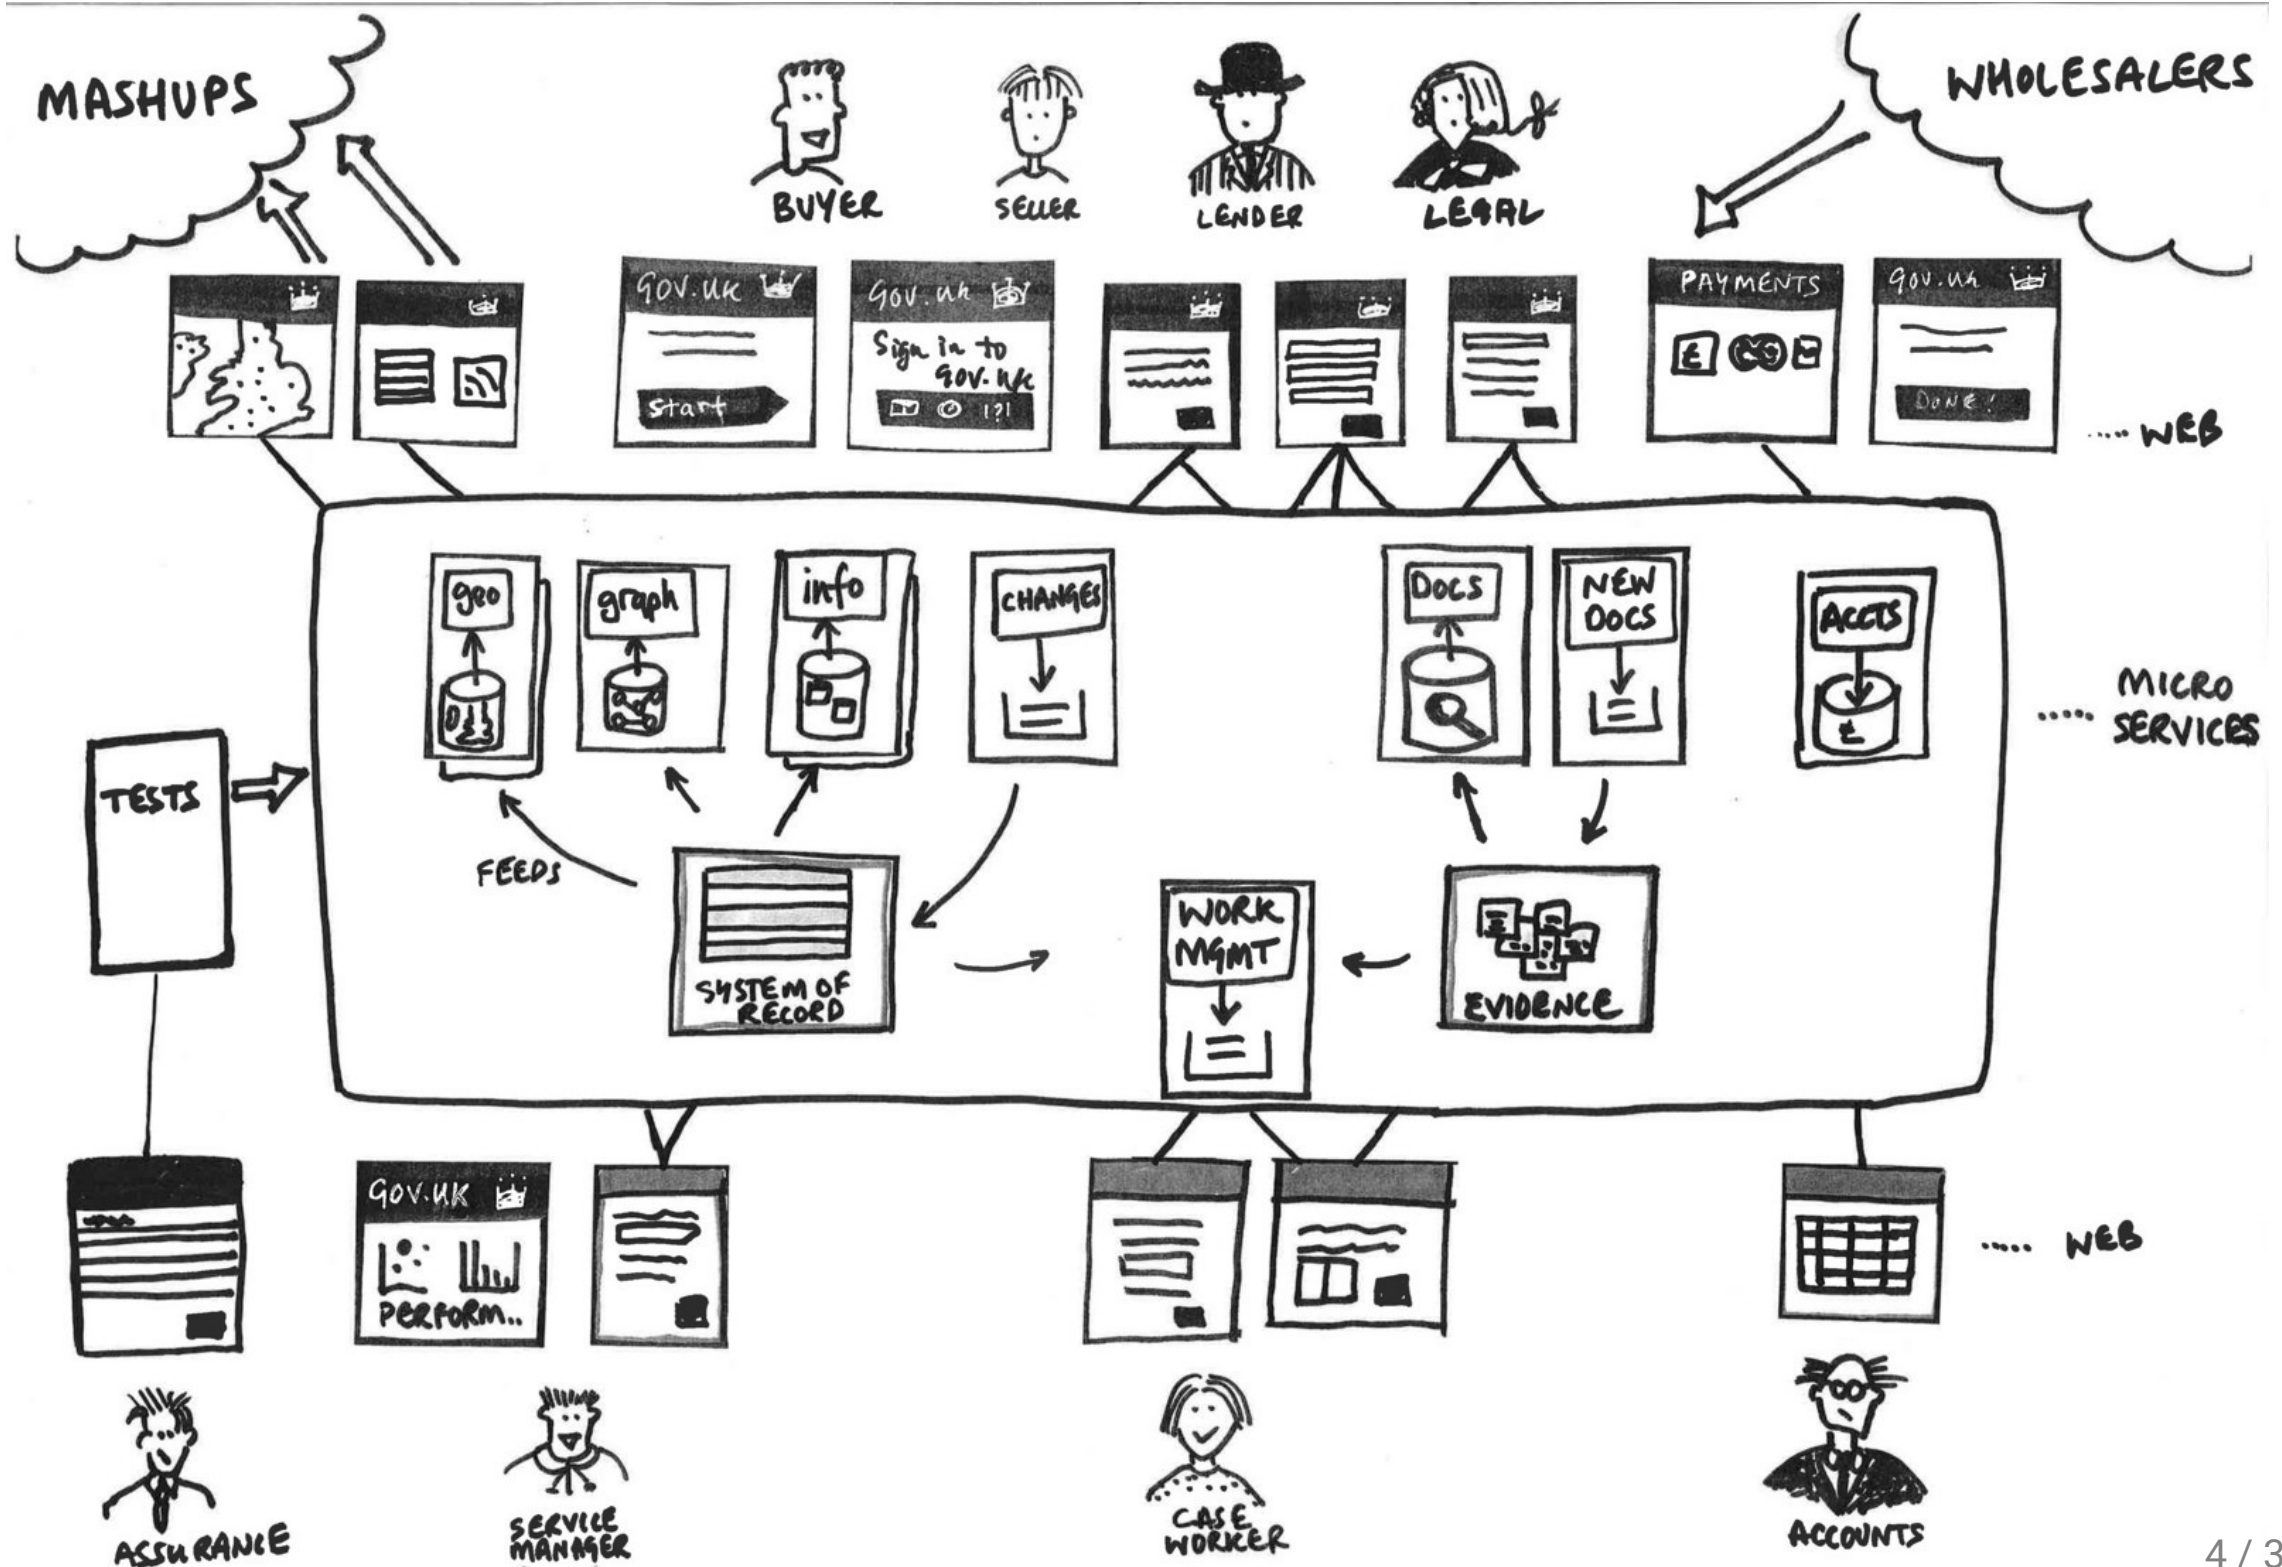 MASHUPS
WHOLESALERS
BUYER
SELLER
LENDER
LEGAL
GOV.UK
Start
GOV.UK
Sign in to
GOV.UK
!?!
PAYMENTS
£
GOV.UK
DONE!
..... WEB
geo
graph
info
CHANGES
DOCS
NEW
DOCS
ACCTS
£
..... MICRO
SERVICES
TESTS
FEEDS
SYSTEM OF
RECORD
WORK
MGMT
EVIDENCE
GOV.UK
PERFORM..
..... WEB
ASSURANCE
SERVICE
MANAGER
CASE
WORKER
ACCOUNTS
4 / 3